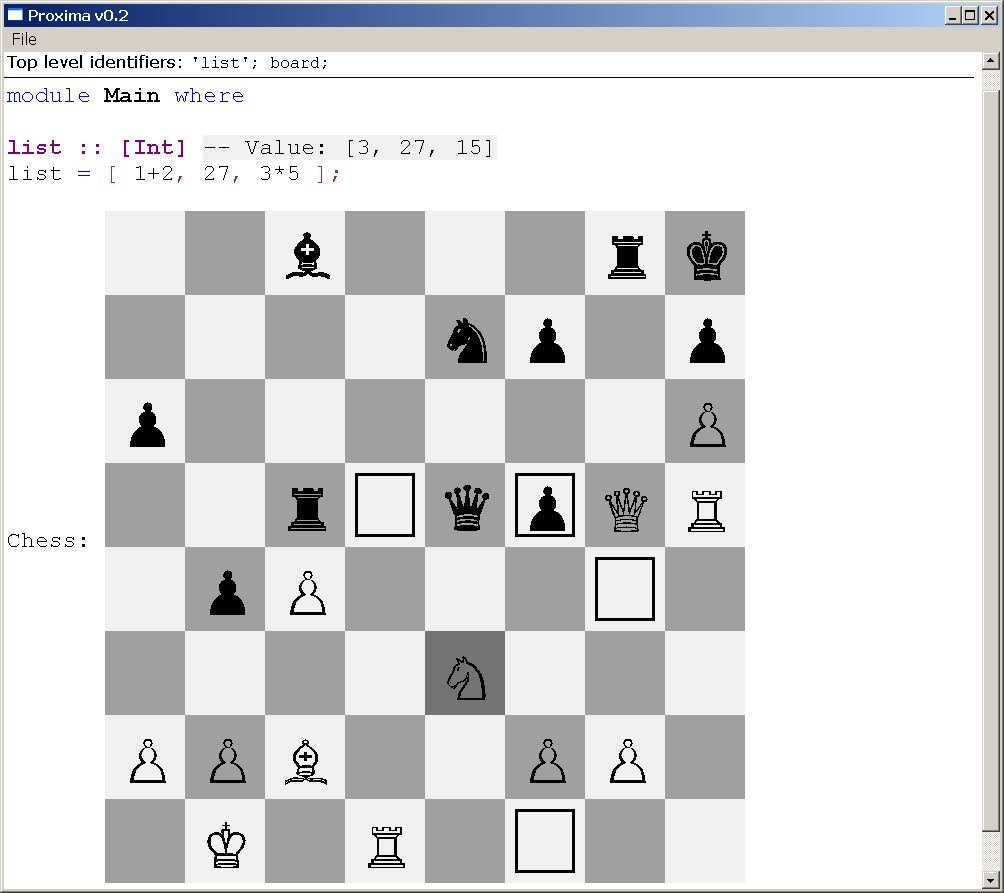 Proxima v0.2
File
Top level identifiers: 'list'; board;
module Main where
list :: [Int] -- Value: [3, 27, 15]
list = [ 1+2, 27, 3*5 ];
Chess: